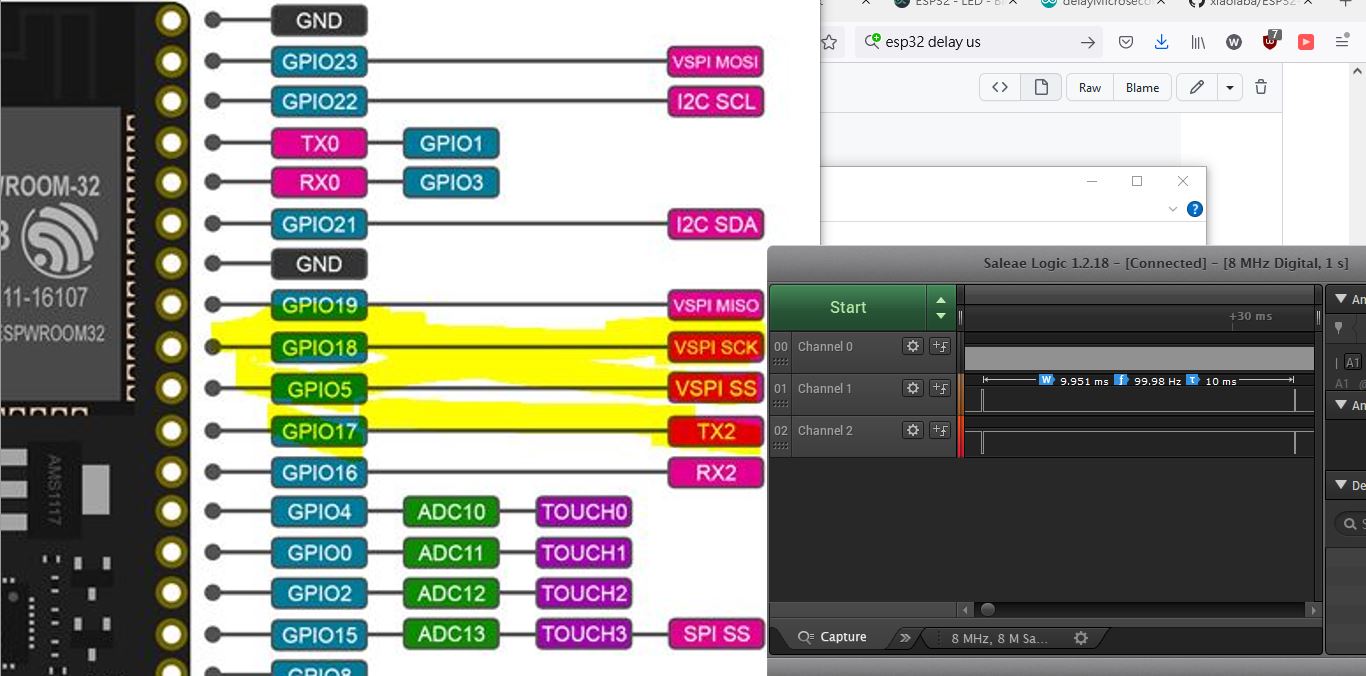 GND
GPIO23 VSPI MOSI
GPIO22 I2C SCL
TX0 GPIO1
RX0 GPIO3
GPIO21 I2C SDA
GND
GPIO19 VSPI MISO
GPIO18 VSPI SCK
GPIO5 VSPI SS
GPIO17 TX2
GPIO16 RX2
GPIO4 ADC10 TOUCH0
GPIO0 ADC11 TOUCH1
GPIO2 ADC12 TOUCH2
GPIO15 ADC13 TOUCH3 SPI SS
ROOM-32
11-16107
ESPWROOM32
AMS1117
ESP32 - LED - B
delayMicrosec
xiaolaba/ESP32-
esp32 delay us
7
Raw Blame
?
Saleae Logic 1.2.18 - [Connected] - [8 MHz Digital, 1 s]
Start
+30 ms
00 Channel 0
01 Channel 1
02 Channel 2
W 9.951 ms f 99.98 Hz T 10 ms
An
A1
A1
An
De
Capture
8 MHz, 8 M Sa...